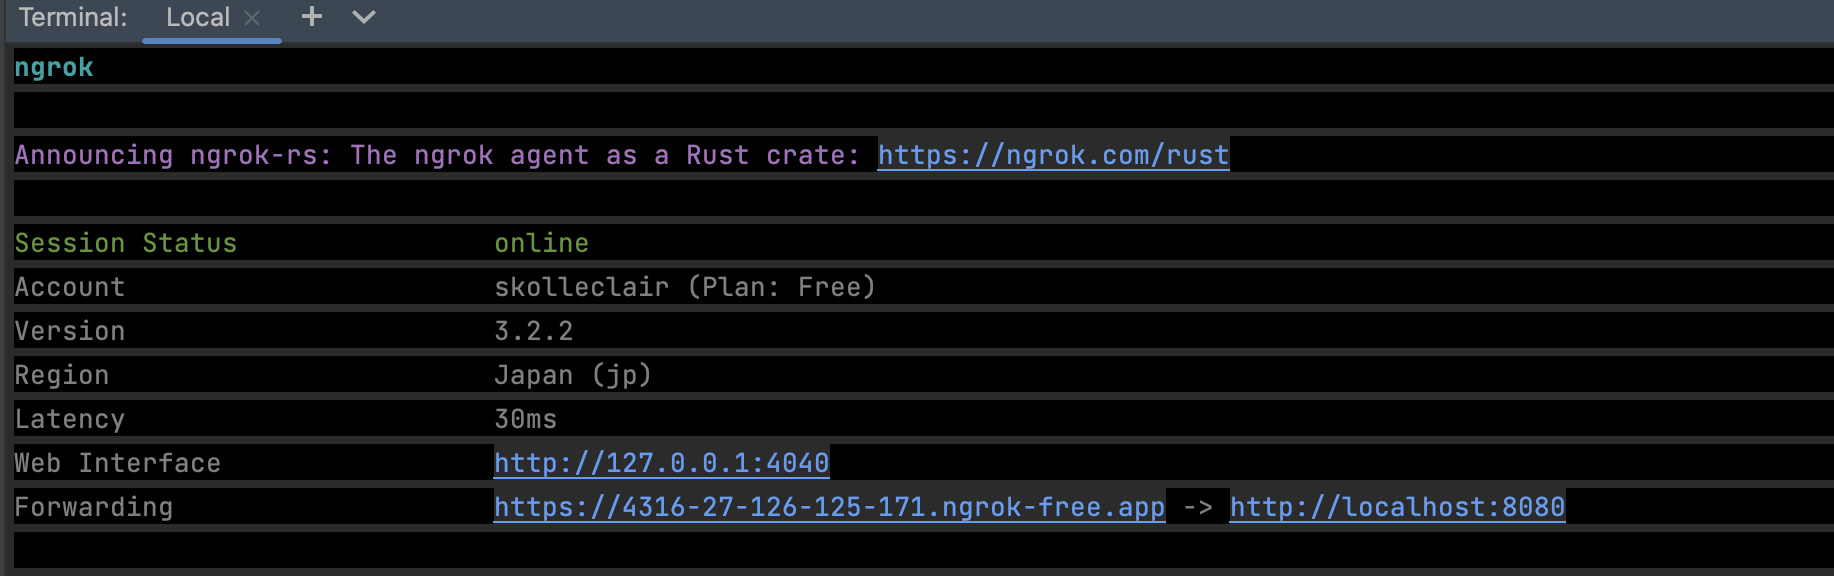 Terminal: Local
ngrok
Announcing ngrok-rs: The ngrok agent as a Rust crate: https://ngrok.com/rust
Session Status online
Account skolleclair (Plan: Free)
Version 3.2.2
Region Japan (jp)
Latency 30ms
Web Interface http://127.0.0.1:4040
Forwarding https://4316-27-126-125-171.ngrok-free.app -> http://localhost:8080